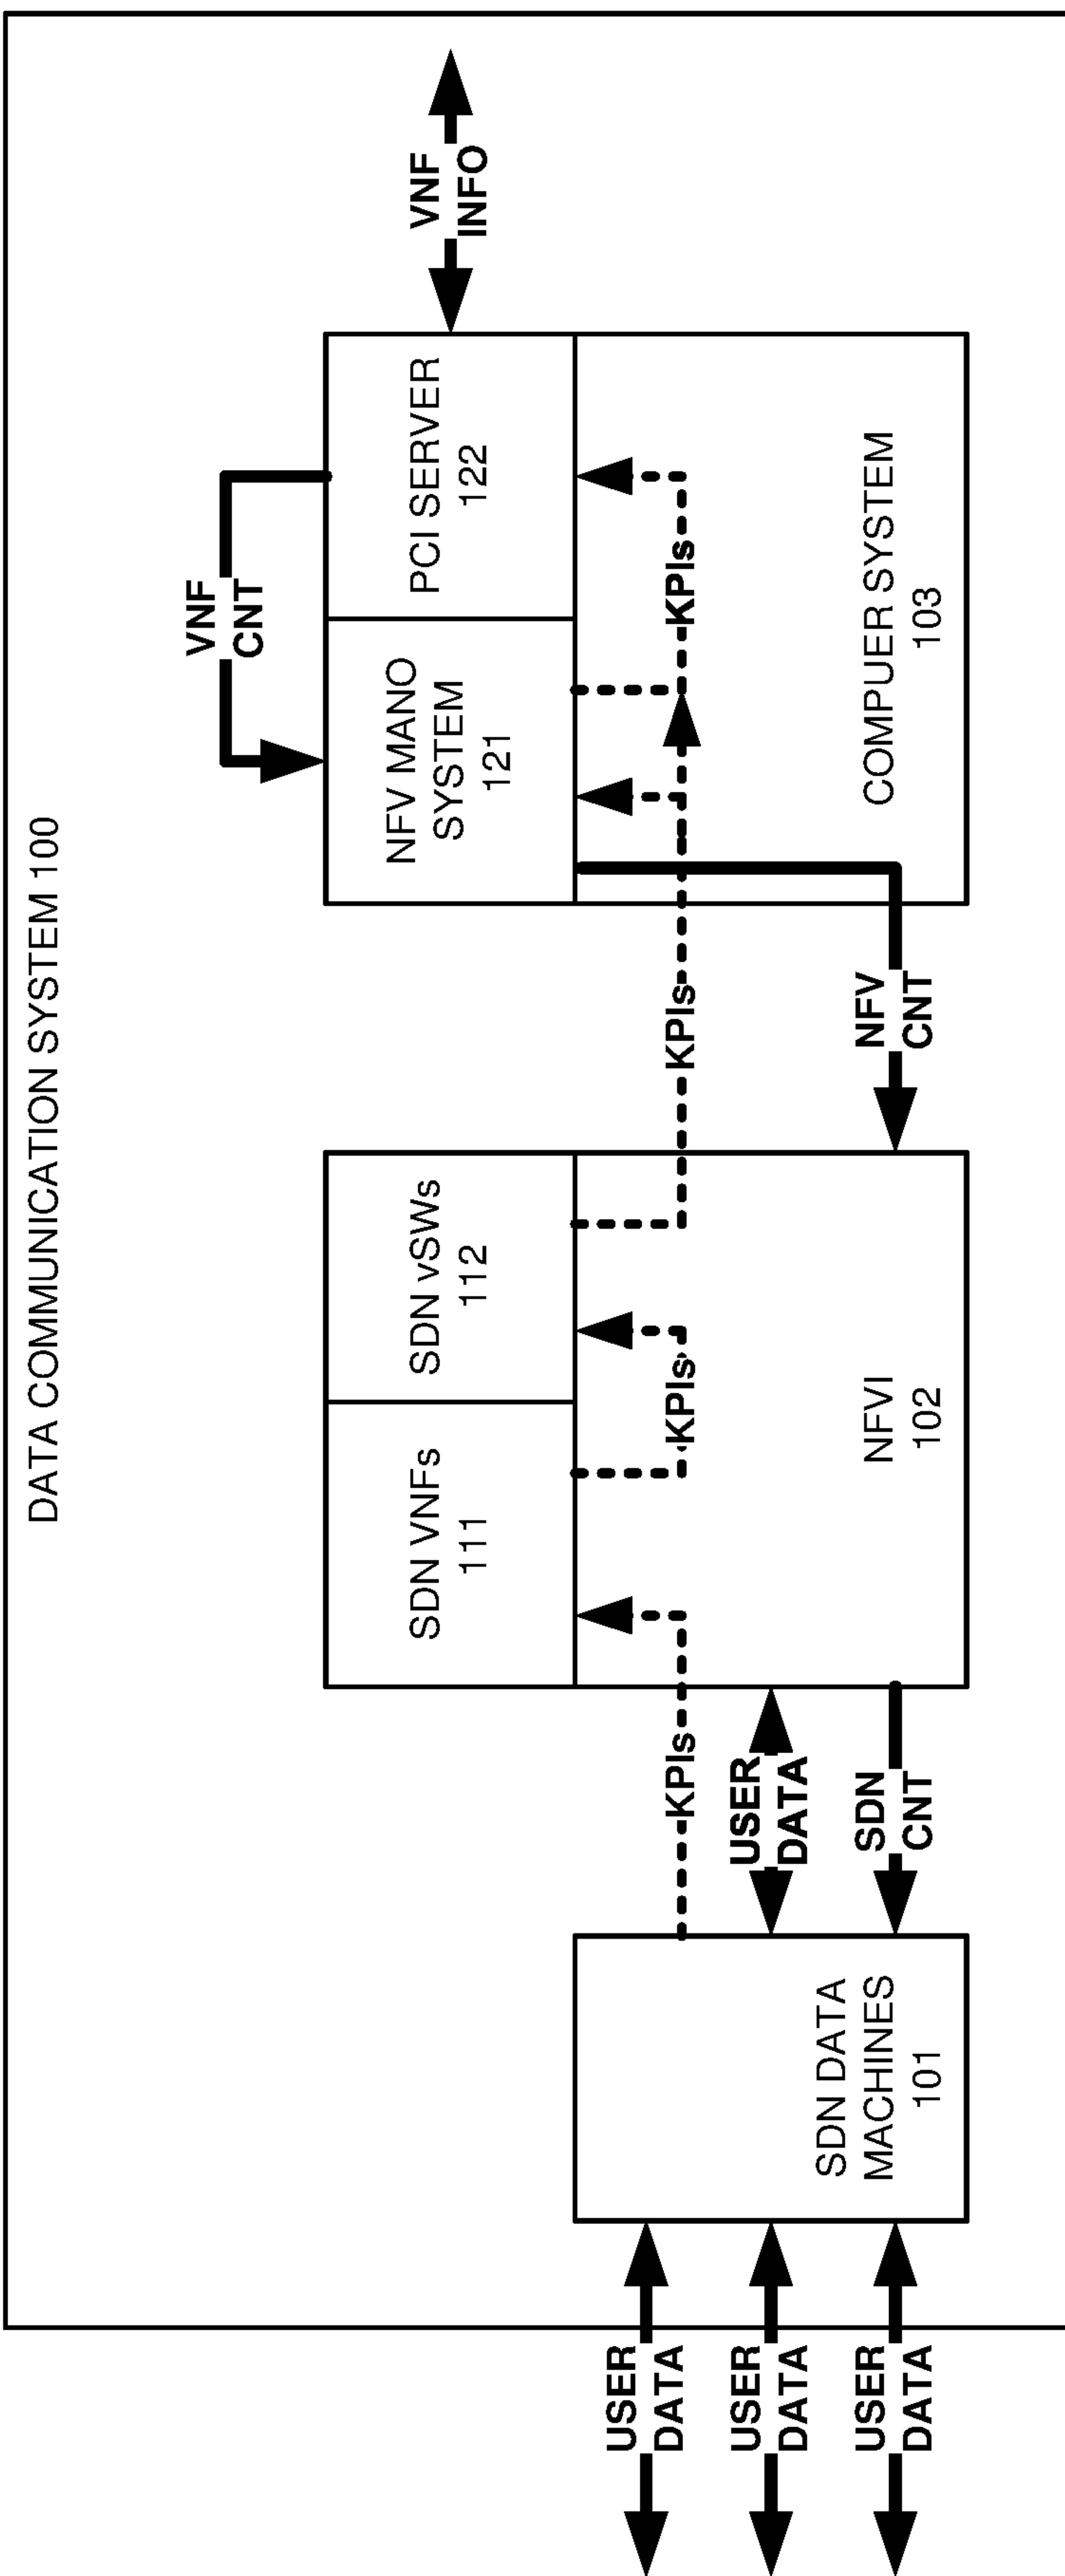 DATA COMMUNICATION SYSTEM 100
VNF
CNT
VNF
INFO
SDN VNFs
111
SDN vSWs
112
NFV MANO
SYSTEM
121
PCI SERVER
122
KPIs
KPIs
KPIs
KPIs
USER
DATA
USER
DATA
USER
DATA
USER
DATA
SDN DATA
MACHINES
101
SDN
CNT
NFVI
102
NFV
CNT
COMPUER SYSTEM
103